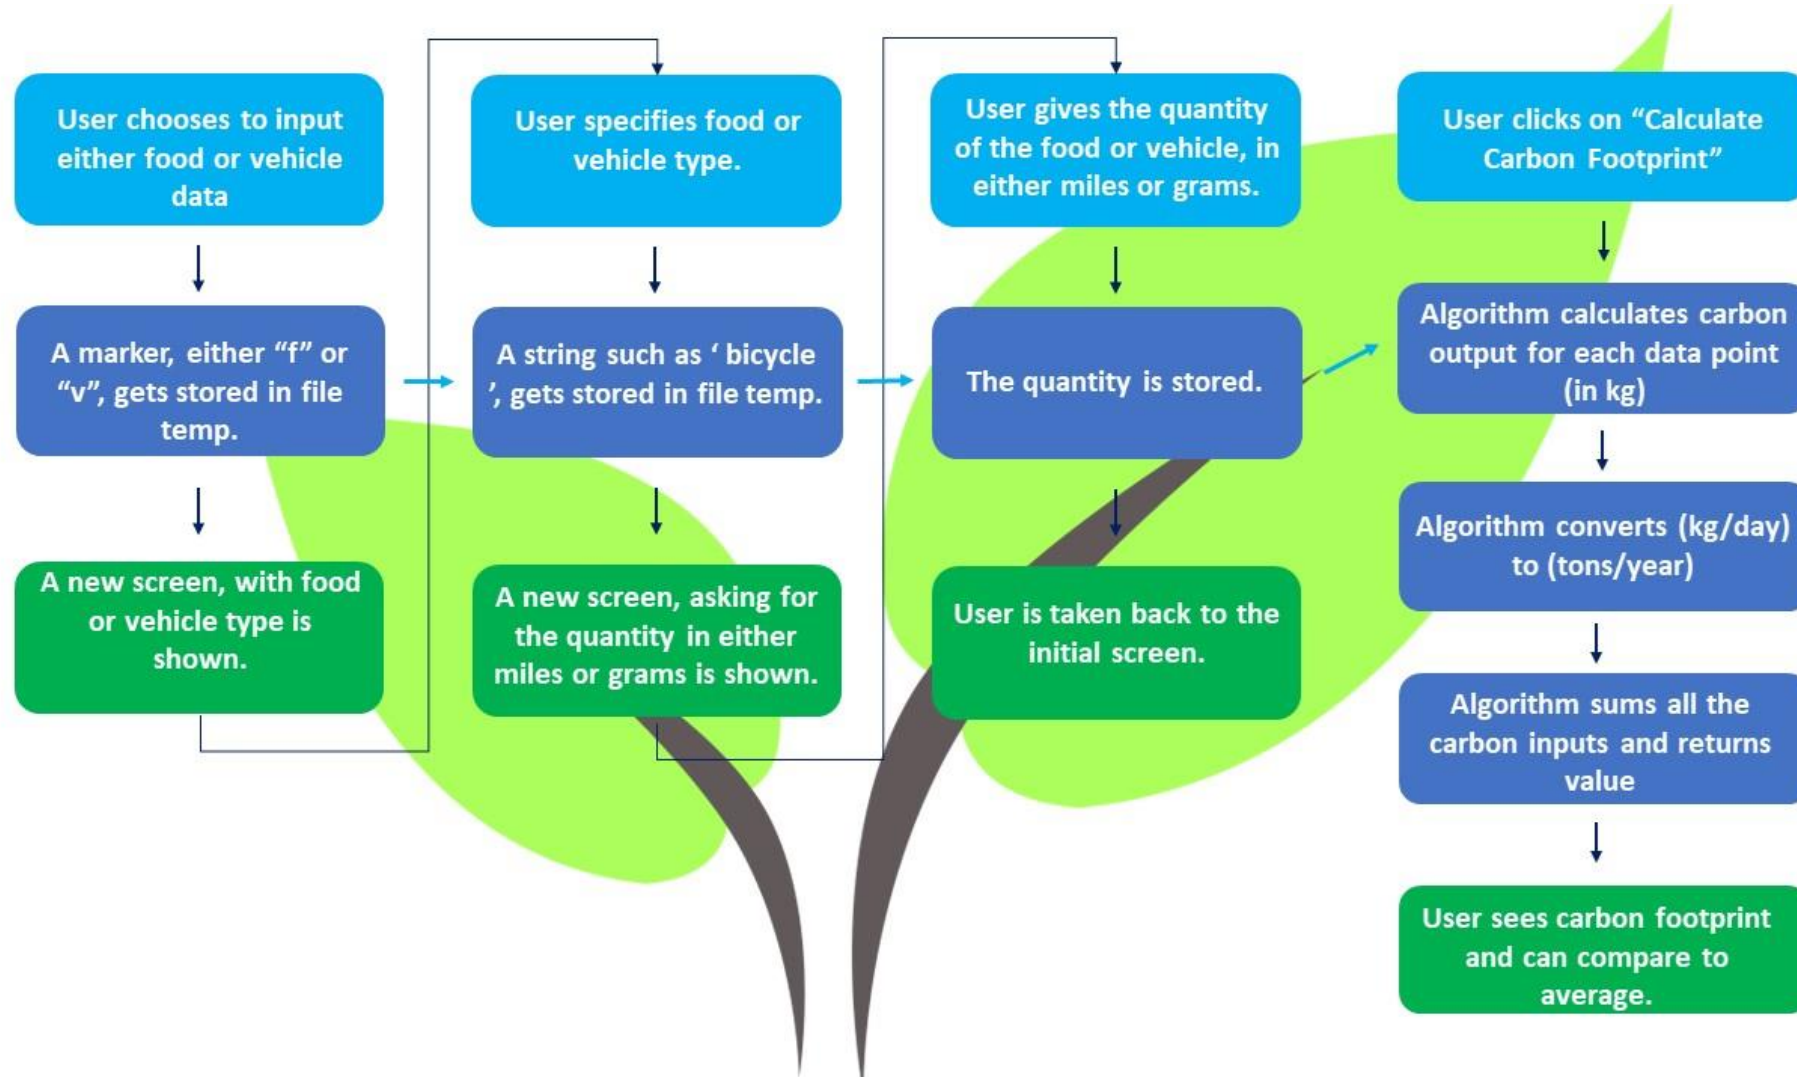 User chooses to input
either food or vehicle
data
A marker, either “f” or
“v”, gets stored in file
temp.
A new screen, with food
or vehicle type is
shown.
User specifies food or
vehicle type.
A string such as ‘ bicycle
’, gets stored in file temp.
A new screen, asking for
the quantity in either
miles or grams is shown.
User gives the quantity
of the food or vehicle, in
either miles or grams.
The quantity is stored.
User is taken back to the
initial screen.
User clicks on “Calculate
Carbon Footprint”
Algorithm calculates carbon
output for each data point
(in kg)
Algorithm converts (kg/day)
to (tons/year)
Algorithm sums all the
carbon inputs and returns
value
User sees carbon footprint
and can compare to
average.